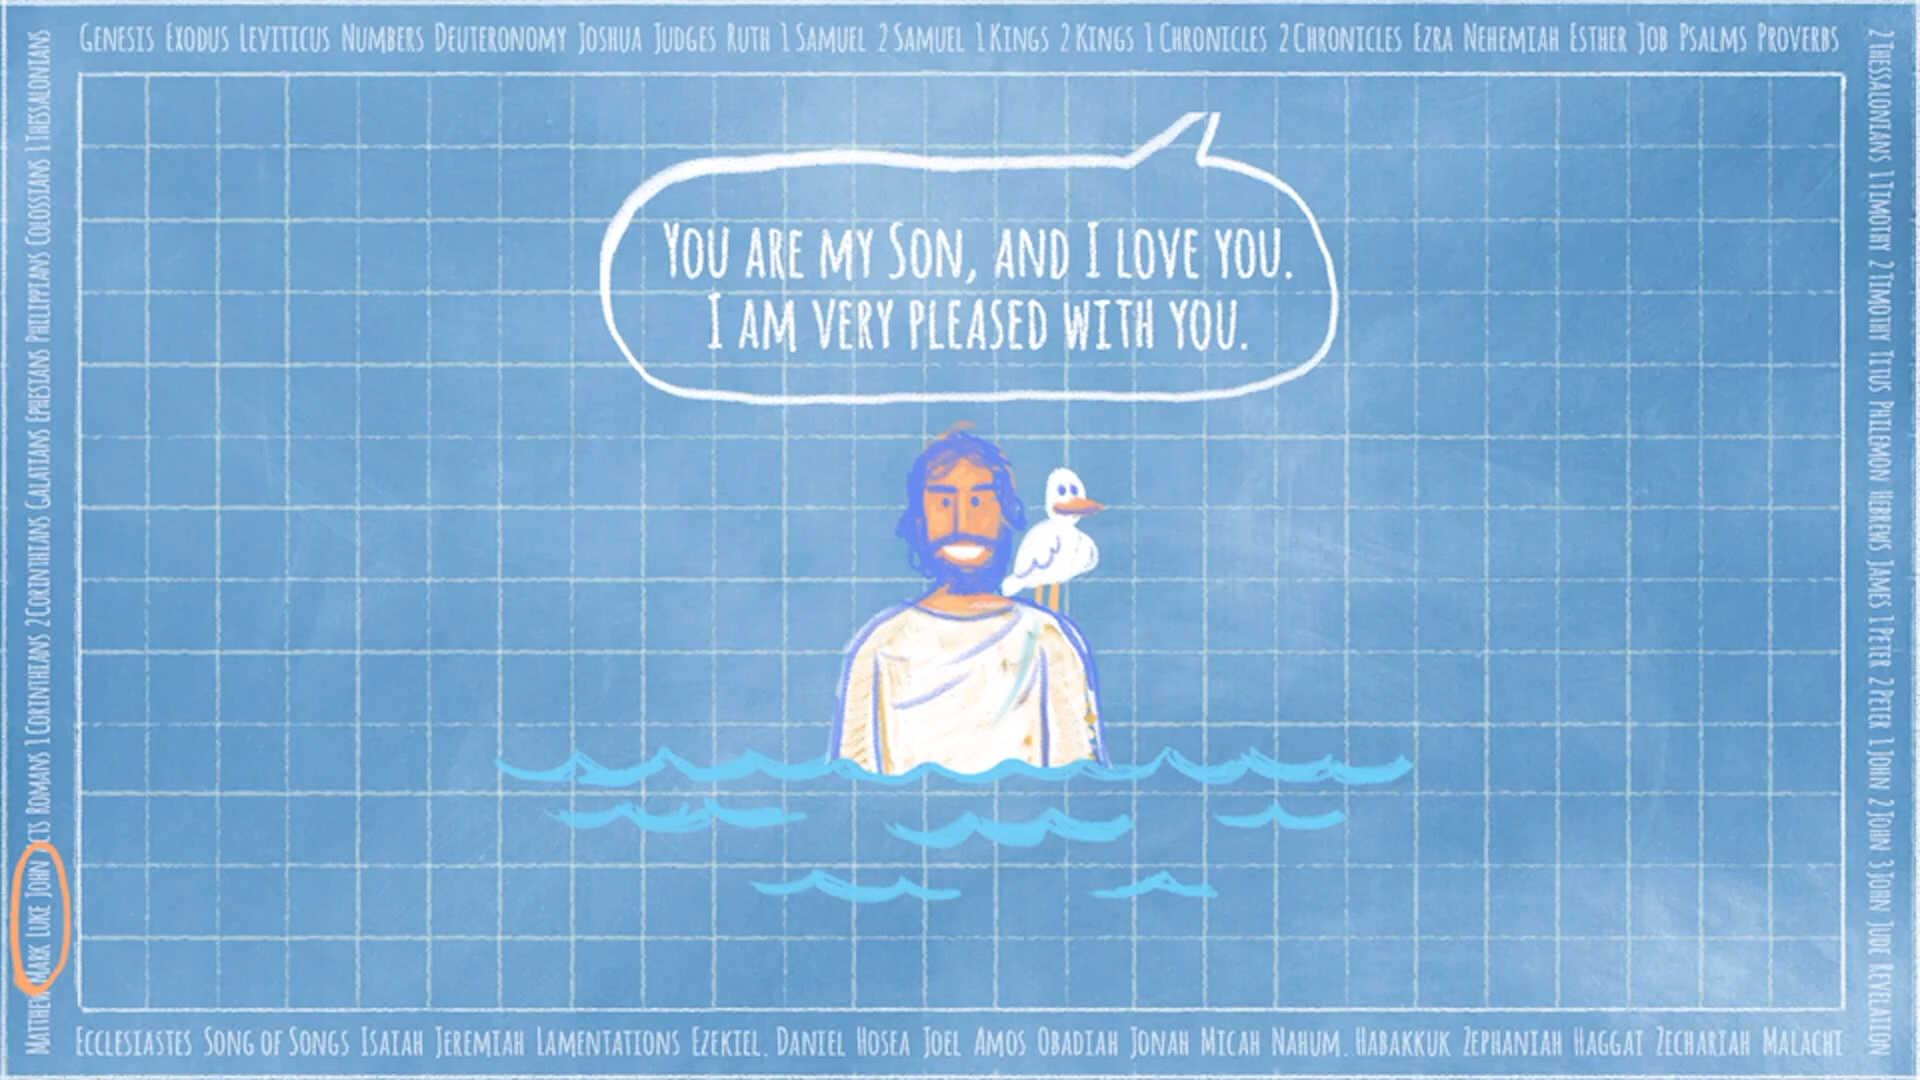 Genesis Exodus Leviticus Numbers Deuteronomy Joshua Judges Ruth 1 Samuel 2 Samuel 1 Kings 2 Kings 1 Chronicles 2 Chronicles Ezra Nehemiah Esther Job Psalms Proverbs
You are my Son, and I love you.
I am very pleased with you.
Ecclesiastes Song of Songs Isaiah Jeremiah Lamentations Ezekiel. Daniel Hosea Joel Amos Obadiah Jonah Micah Nahum. Habakkuk Zephaniah Haggai Zechariah Malachi
Matthew Mark Luke John Acts Romans 1 Corinthians 2 Corinthians Galatians Ephesians Philippians Colossians 1 Thessalonians
2 Thessalonians 1 Timothy 2 Timothy Titus Philemon Hebrews James 1 Peter 2 Peter 1 John 2 John 3 John Jude Revelation